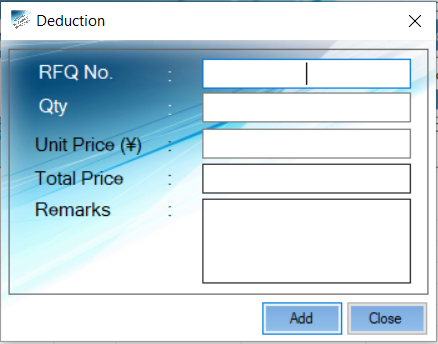 Deduction
RFQ No. :
Qty :
Unit Price (¥) :
Total Price :
Remarks :
Add Close